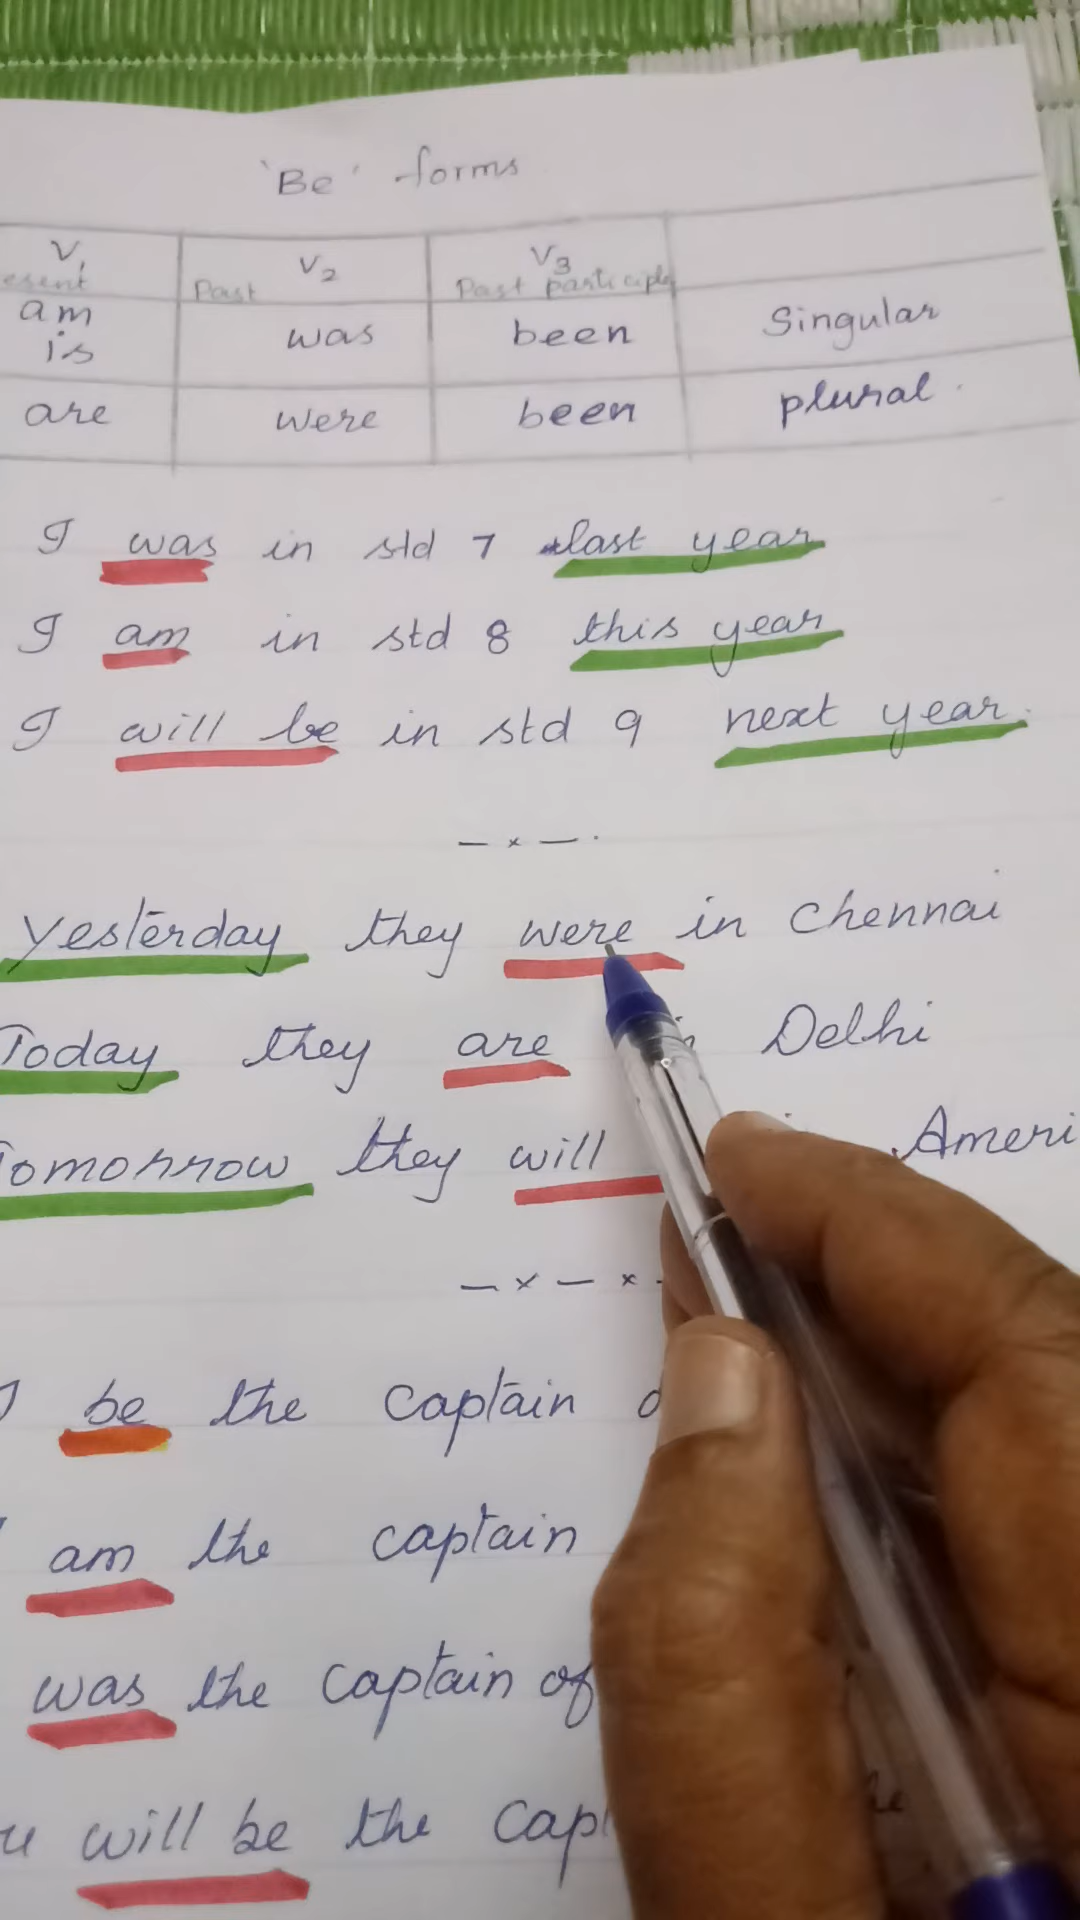 'Be' forms
V1 V2 V3
Past Past participle
am
is was been Singular
are were been plural.
I was in std 7 last year
I am in std 8 this year
I will be in std 9 next year.
— x — .
Yesterday they were in Chennai
Today they are Delhi
Tomorrow they will
— x — x
be the captain
am the captain
was the captain of
will be the